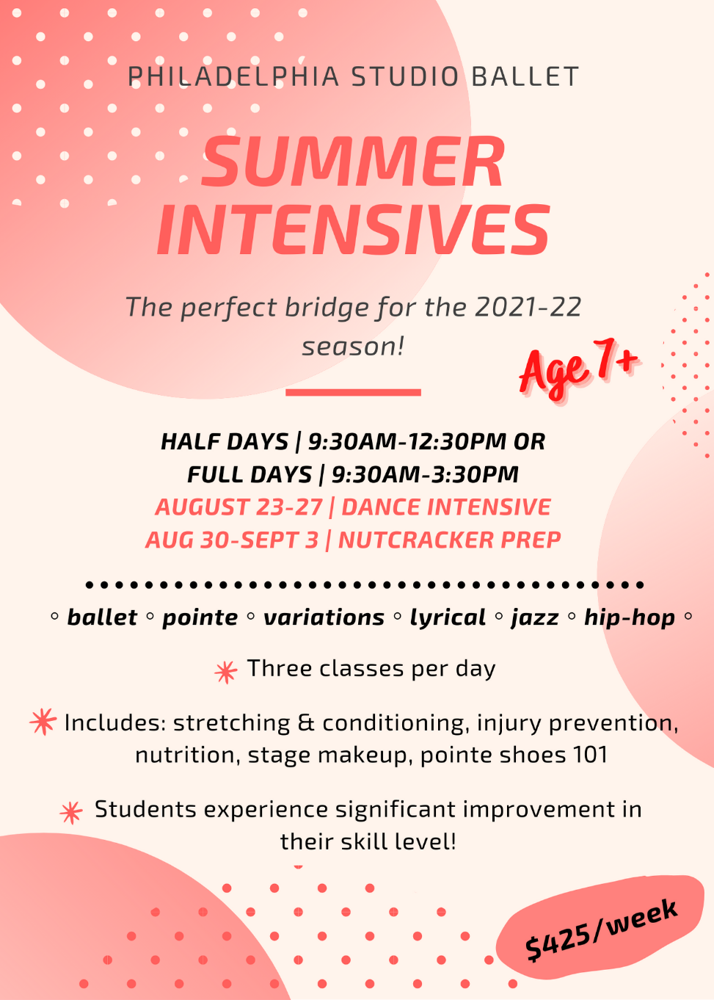 PHILADELPHIA STUDIO BALLET
SUMMER
INTENSIVES
The perfect bridge for the 2021-22
season!
Age 7+
HALF DAYS | 9:30AM-12:30PM OR
FULL DAYS | 9:30AM-3:30PM
AUGUST 23-27 | DANCE INTENSIVE
AUG 30-SEPT 3 | NUTCRACKER PREP
◦ ballet ◦ pointe ◦ variations ◦ lyrical ◦ jazz ◦ hip-hop ◦
Three classes per day
Includes: stretching & conditioning, injury prevention,
nutrition, stage makeup, pointe shoes 101
Students experience significant improvement in
their skill level!
$425/week